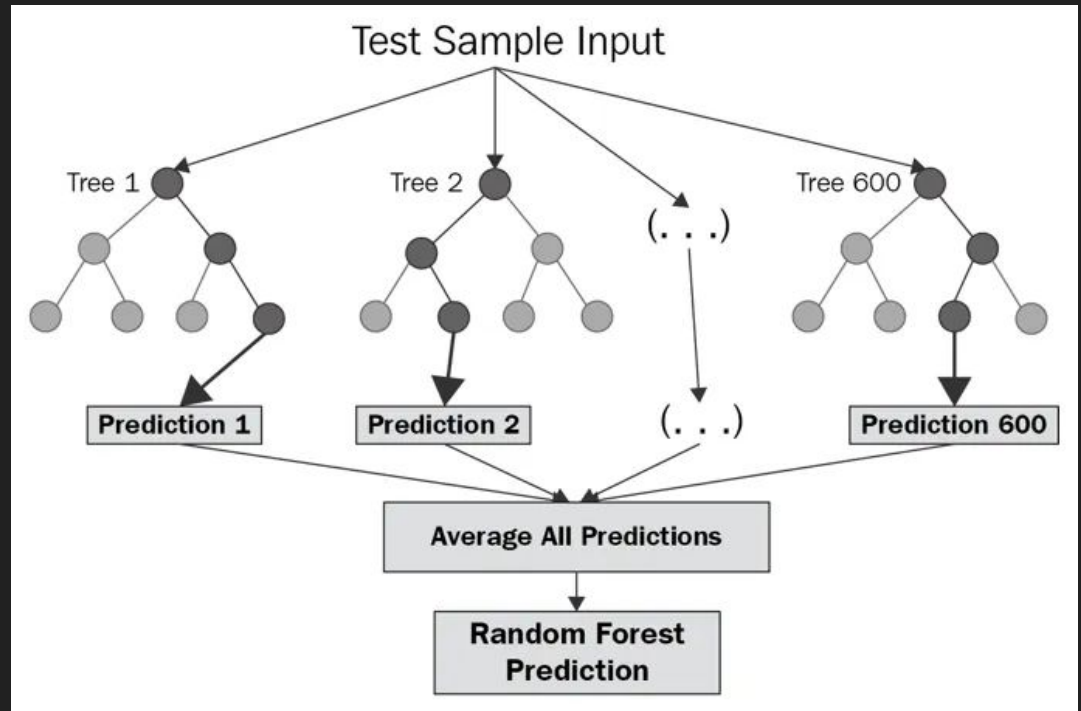 Test Sample Input
Tree 1
Tree 2
Tree 600
(. . .)
Prediction 1
Prediction 2
(. . .)
Prediction 600
Average All Predictions
Random Forest
Prediction